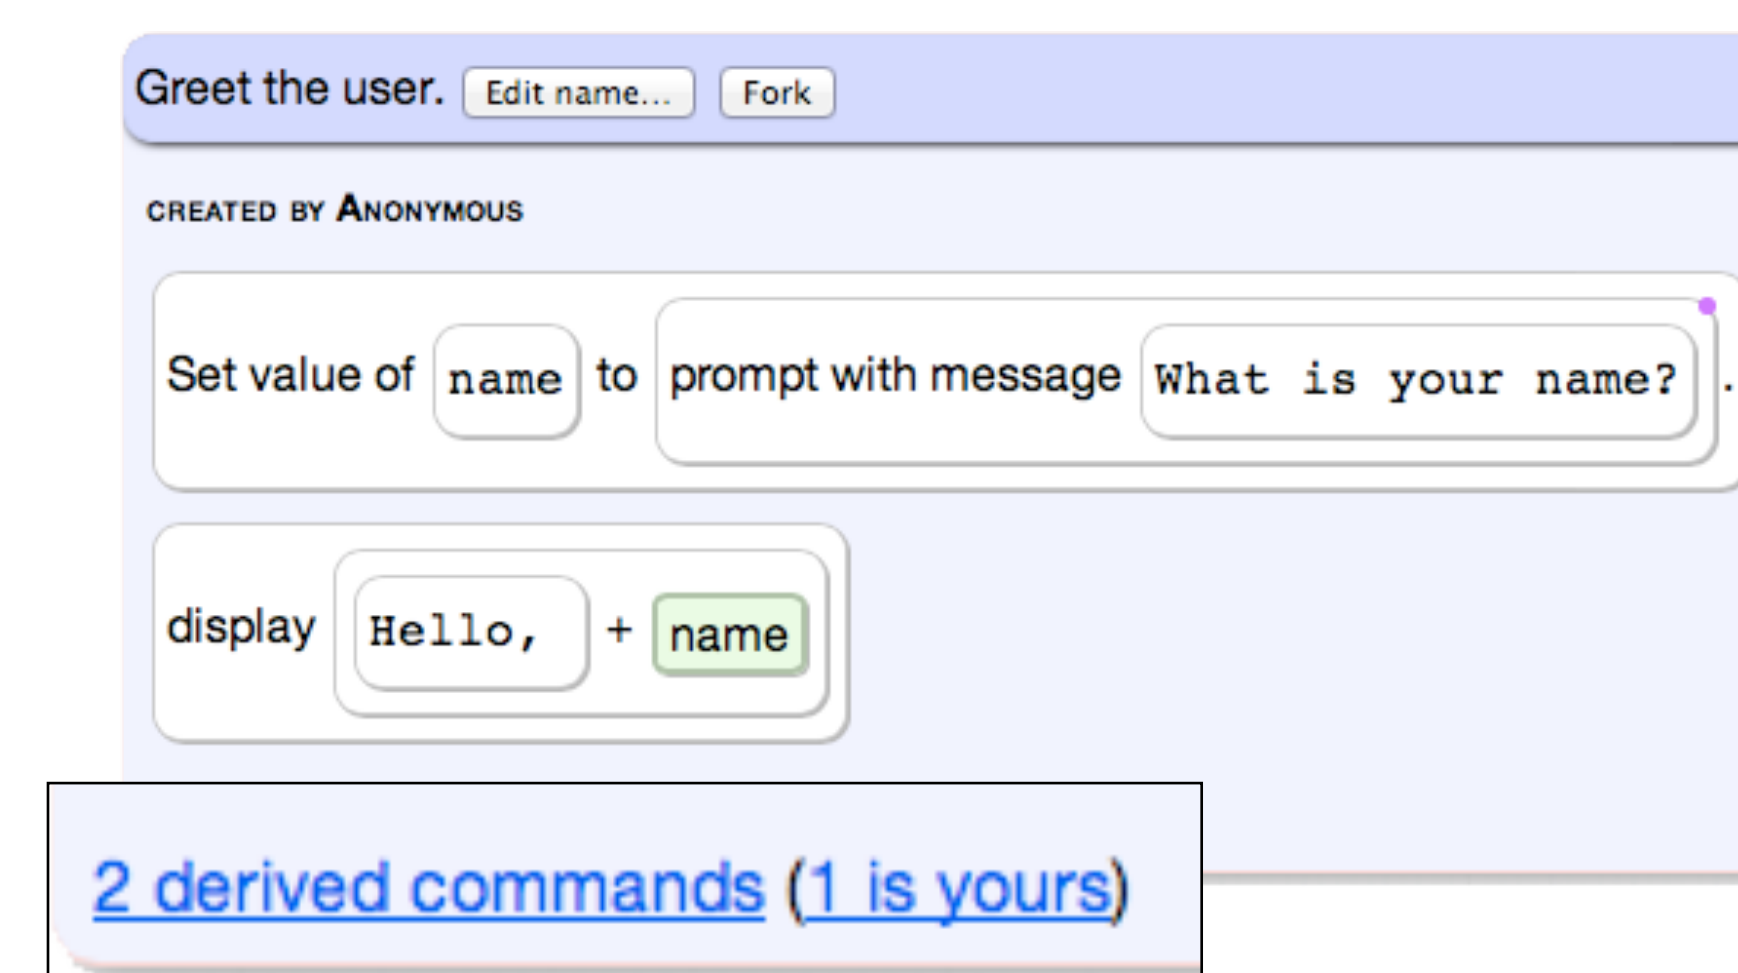 Greet the user. Edit name... Fork
CREATED BY ANONYMOUS
Set value of name to prompt with message What is your name? .
display Hello, + name
2 derived commands (1 is yours)